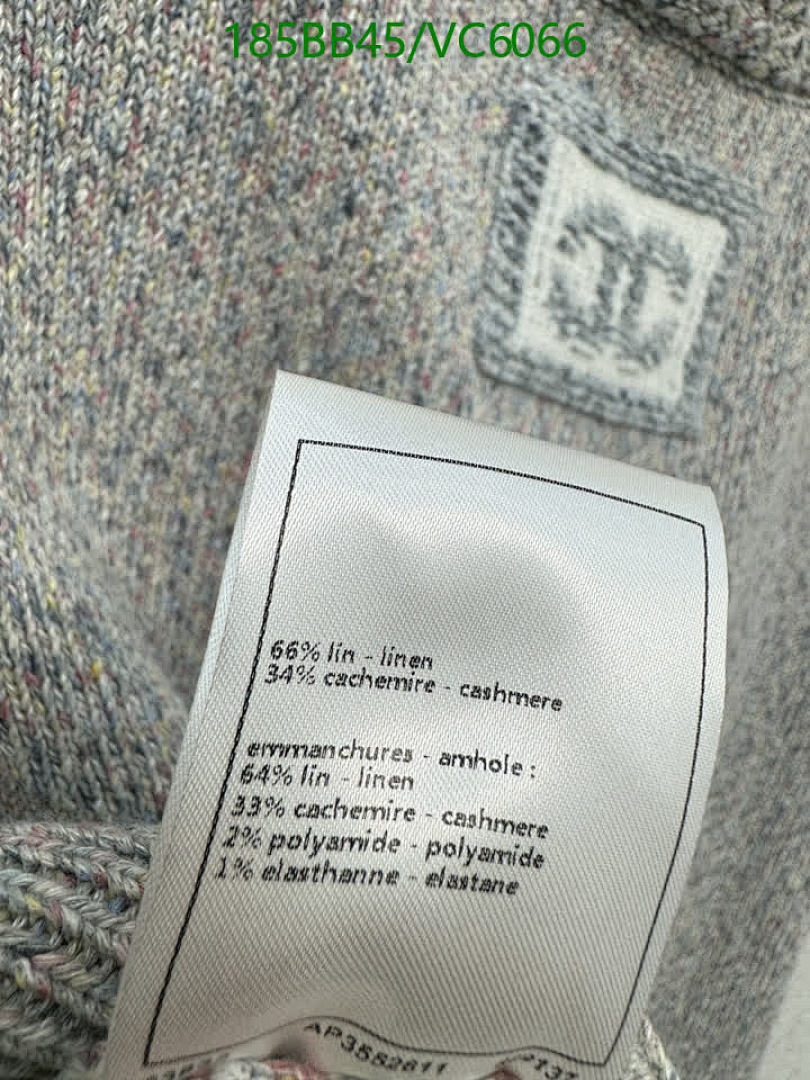 185BB45/VC6066
66% lin - linen
34% cachemire - cashmere
emmanchures - amhole :
64% lin - linen
33% cachemire - cashmere
2% polyamide - polyamide
1% elasthanne - elastane